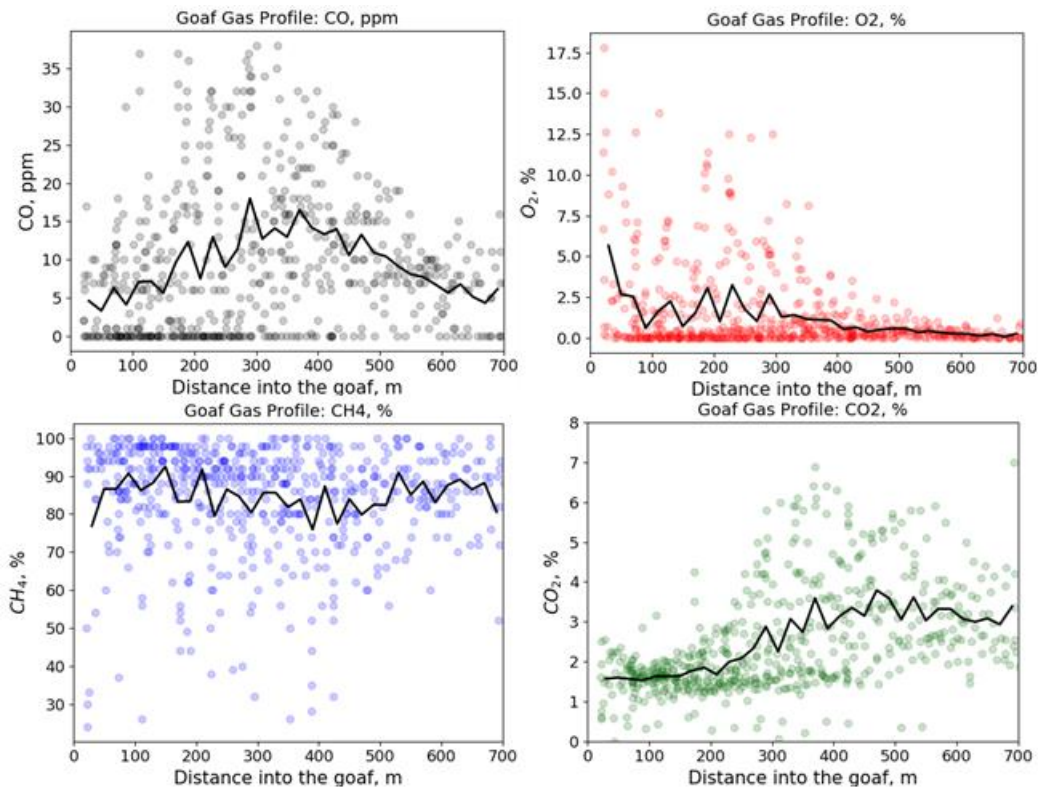 Goaf Gas Profile: CO, ppm
CO, ppm
35
30
25
20
15
10
5
0
0 100 200 300 400 500 600 700
Distance into the goaf, m
Goaf Gas Profile: O2, %
O₂, %
17.5
15.0
12.5
10.0
7.5
5.0
2.5
0.0
0 100 200 300 400 500 600 700
Distance into the goaf, m
Goaf Gas Profile: CH4, %
CH₄, %
100
90
80
70
60
50
40
30
0 100 200 300 400 500 600 700
Distance into the goaf, m
Goaf Gas Profile: CO2, %
CO₂, %
8
7
6
5
4
3
2
1
0
0 100 200 300 400 500 600 700
Distance into the goaf, m